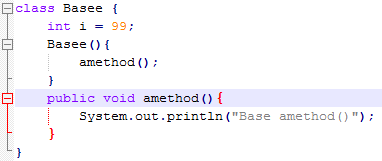 class Basee {
    int i = 99;
    Basee(){
        amethod();
    }
    public void amethod(){
        System.out.println("Base amethod()");
    }
}